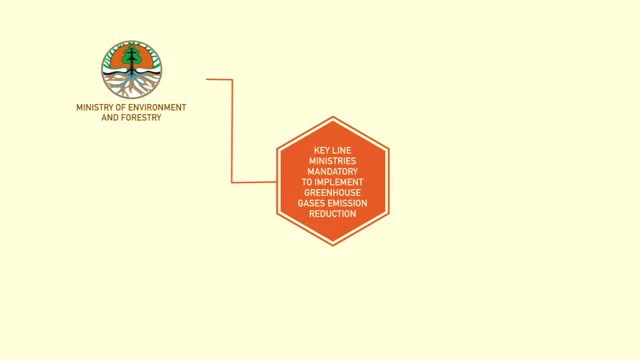 MINISTRY OF ENVIRONMENT
AND FORESTRY
KEY LINE
MINISTRIES
MANDATORY
TO IMPLEMENT
GREENHOUSE
GASES EMISSION
REDUCTION